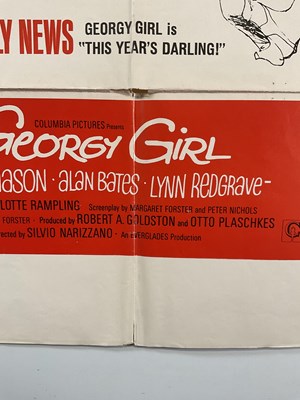 LY NEWS
GEORGY GIRL is
"THIS YEAR'S DARLING!"
COLUMBIA PICTURES Presents
GEORGY GIRL
MASON · ALAN BATES · LYNN REDGRAVE-
LOTTE RAMPLING Screenplay by MARGARET FORSTER and PETER NICHOLS
FORSTER · Produced by ROBERT A. GOLDSTON and OTTO PLASCHKES
rected by SILVIO NARIZZANO - An EVERGLADES Production